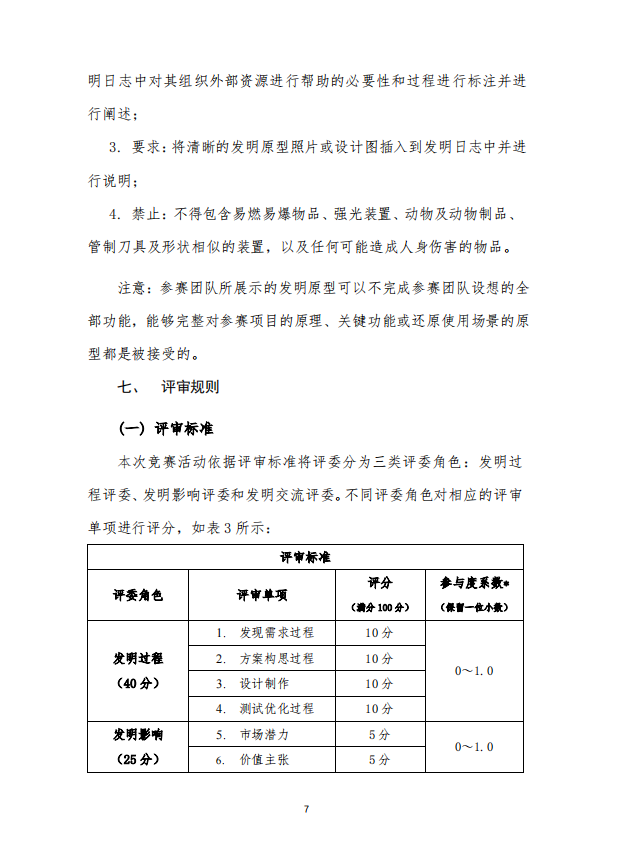 明日志中对其组织外部资源进行帮助的必要性和过程进行标注并进
行阐述；
3. 要求：将清晰的发明原型照片或设计图插入到发明日志中并进
行说明；
4. 禁止：不得包含易燃易爆物品、强光装置、动物及动物制品、
管制刀具及形状相似的装置，以及任何可能造成人身伤害的物品。
注意：参赛团队所展示的发明原型可以不完成参赛团队设想的全
部功能，能够完整对参赛项目的原理、关键功能或还原使用场景的原
型都是被接受的。
七、 评审规则
(一) 评审标准
本次竞赛活动依据评审标准将评委分为三类评委角色：发明过
程评委、发明影响评委和发明交流评委。不同评委角色对相应的评审
单项进行评分，如表 3 所示：
评审标准
评委角色 评审单项 评分 （满分 100 分） 参与度系数* （保留一位小数）
发明过程 （40 分）
1. 发现需求过程 10 分
2. 方案构思过程 10 分
3. 设计制作 10 分
4. 测试优化过程 10 分
0～1.0
发明影响 （25 分）
5. 市场潜力 5 分
6. 价值主张 5 分
0～1.0
7